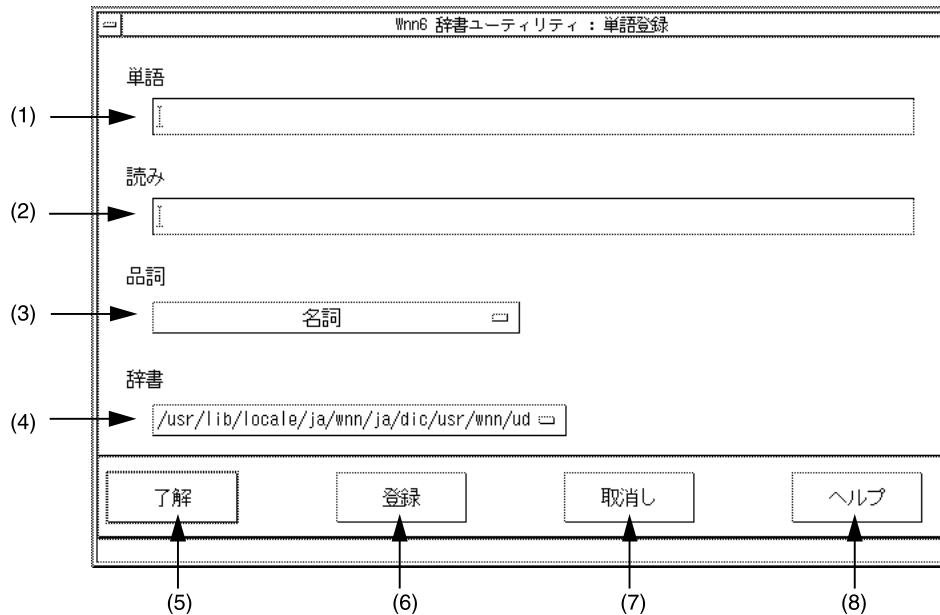 Wnn6 辞書ユーティリティ : 単語登録
単語
(1)
読み
(2)
品詞
(3) 名詞
辞書
(4) /usr/lib/locale/ja/wnn/ja/dic/usr/wnn/ud
了解 登録 取消し ヘルプ
(5) (6) (7) (8)